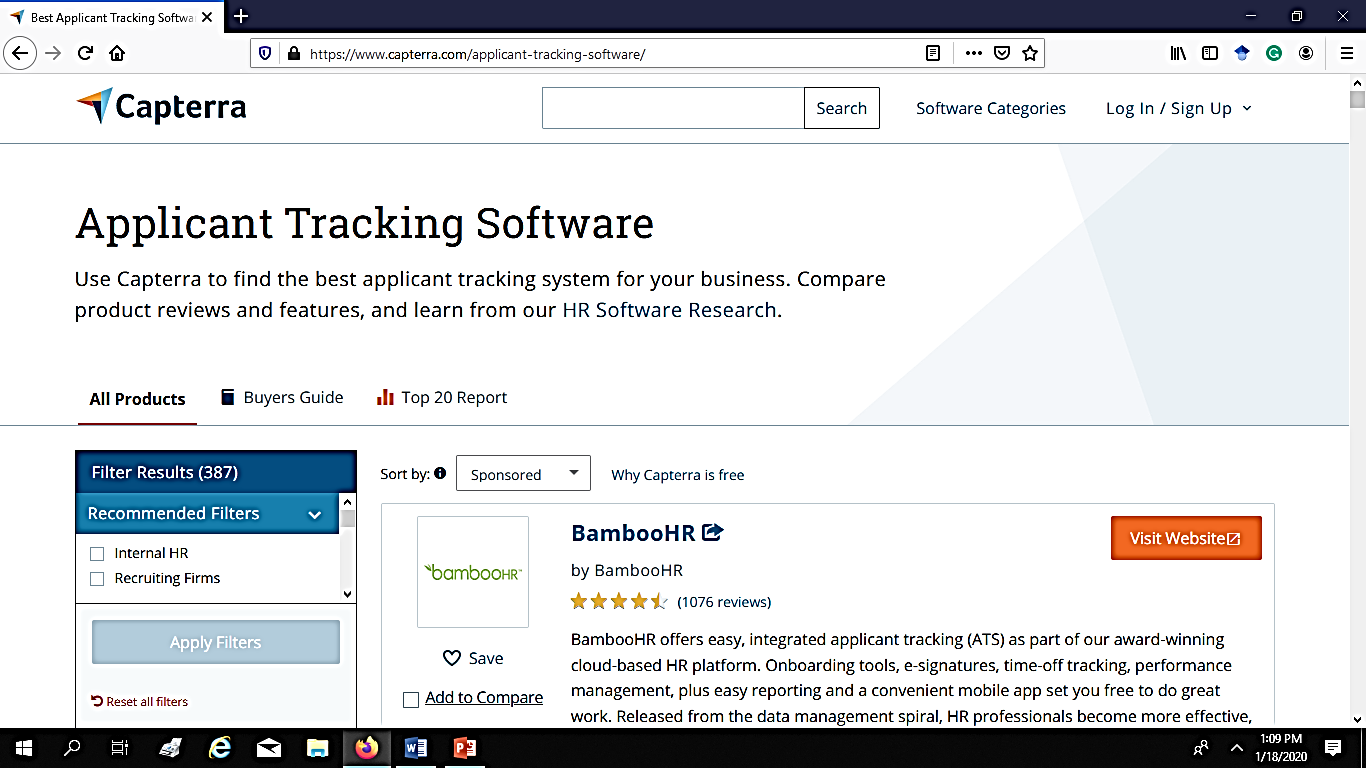 Best Applicant Tracking Softwa
https://www.capterra.com/applicant-tracking-software/
Capterra
Search
Software Categories
Log In / Sign Up
Applicant Tracking Software
Use Capterra to find the best applicant tracking system for your business. Compare
product reviews and features, and learn from our HR Software Research.
All Products
Buyers Guide
Top 20 Report
Filter Results (387)
Recommended Filters
Internal HR
Recruiting Firms
Apply Filters
Reset all filters
Sort by:
Sponsored
Why Capterra is free
bambooHR™
Save
Add to Compare
BambooHR
by BambooHR
(1076 reviews)
Visit Website
BambooHR offers easy, integrated applicant tracking (ATS) as part of our award-winning
cloud-based HR platform. Onboarding tools, e-signatures, time-off tracking, performance
management, plus easy reporting and a convenient mobile app set you free to do great
work. Released from the data management spiral, HR professionals become more effective,
1:09 PM
1/18/2020